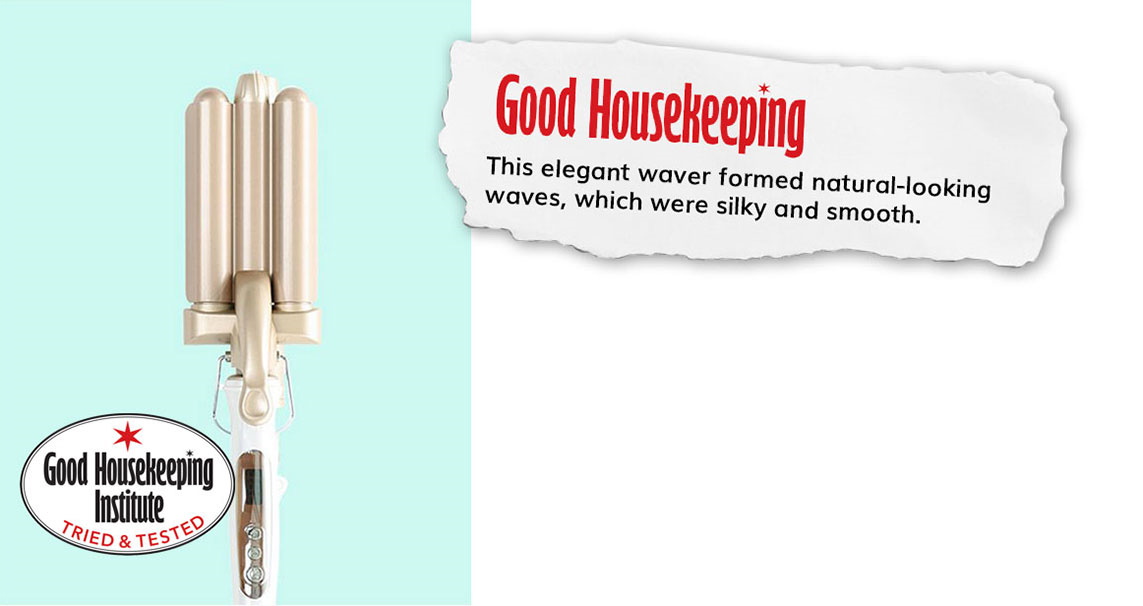 Good Housekeeping
This elegant waver formed natural-looking
waves, which were silky and smooth.
Good Housekeeping
Institute
TRIED & TESTED